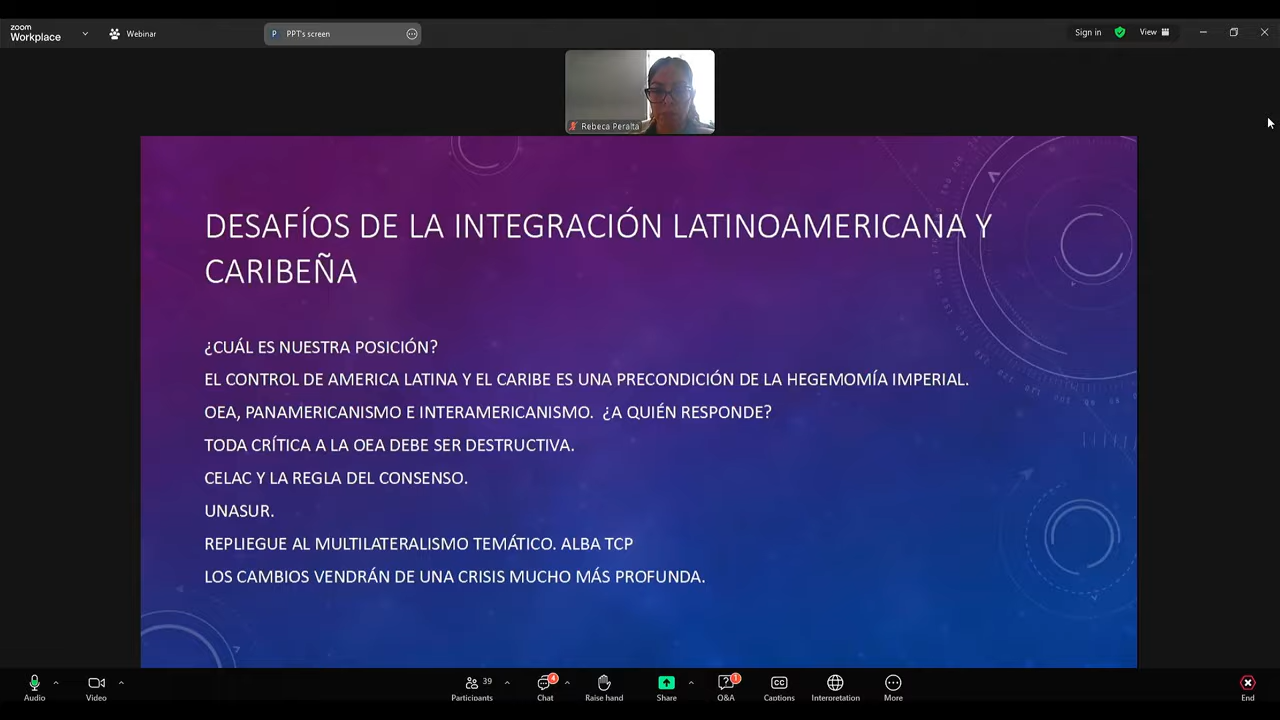 zoom
Workplace
Webinar
P PPT's screen
Sign in
View
Rebeca Peralta
DESAFÍOS DE LA INTEGRACIÓN LATINOAMERICANA Y
CARIBEÑA
¿CUÁL ES NUESTRA POSICIÓN?
EL CONTROL DE AMERICA LATINA Y EL CARIBE ES UNA PRECONDICIÓN DE LA HEGEMOMÍA IMPERIAL.
OEA, PANAMERICANISMO E INTERAMERICANISMO. ¿A QUIÉN RESPONDE?
TODA CRÍTICA A LA OEA DEBE SER DESTRUCTIVA.
CELAC Y LA REGLA DEL CONSENSO.
UNASUR.
REPLIEGUE AL MULTILATERALISMO TEMÁTICO. ALBA TCP
LOS CAMBIOS VENDRÁN DE UNA CRISIS MUCHO MÁS PROFUNDA.
Audio
Video
39
Participants
4
Chat
Raise hand
Share
1
Q&A
CC
Captions
Interpretation
More
End